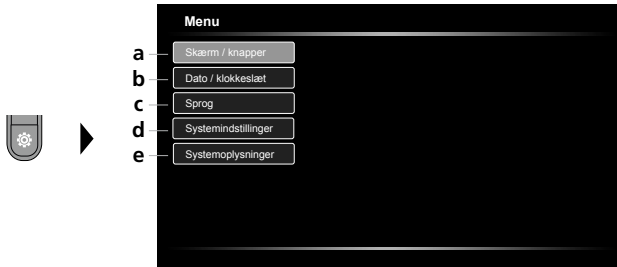 Menu
a Skærm / knapper
b Dato / klokkeslæt
c Sprog
d Systemindstillinger
e Systemoplysninger